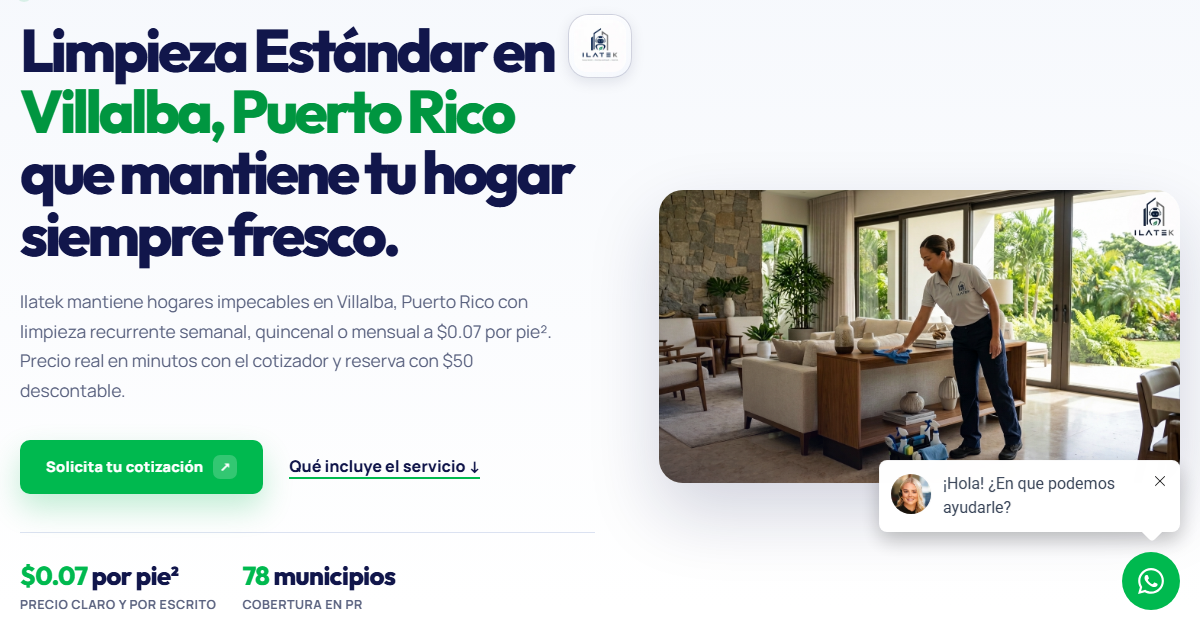 Limpieza Estándar en
ILATEK
Villalba, Puerto Rico
que mantiene tu hogar
siempre fresco.
Ilatek mantiene hogares impecables en Villalba, Puerto Rico con
limpieza recurrente semanal, quincenal o mensual a $0.07 por pie².
Precio real en minutos con el cotizador y reserva con $50
descontable.
Solicita tu cotización ↗
Qué incluye el servicio ↓
$0.07 por pie²
PRECIO CLARO Y POR ESCRITO
78 municipios
COBERTURA EN PR
ILATEK
ILATEK
¡Hola! ¿En que podemos
ayudarle?